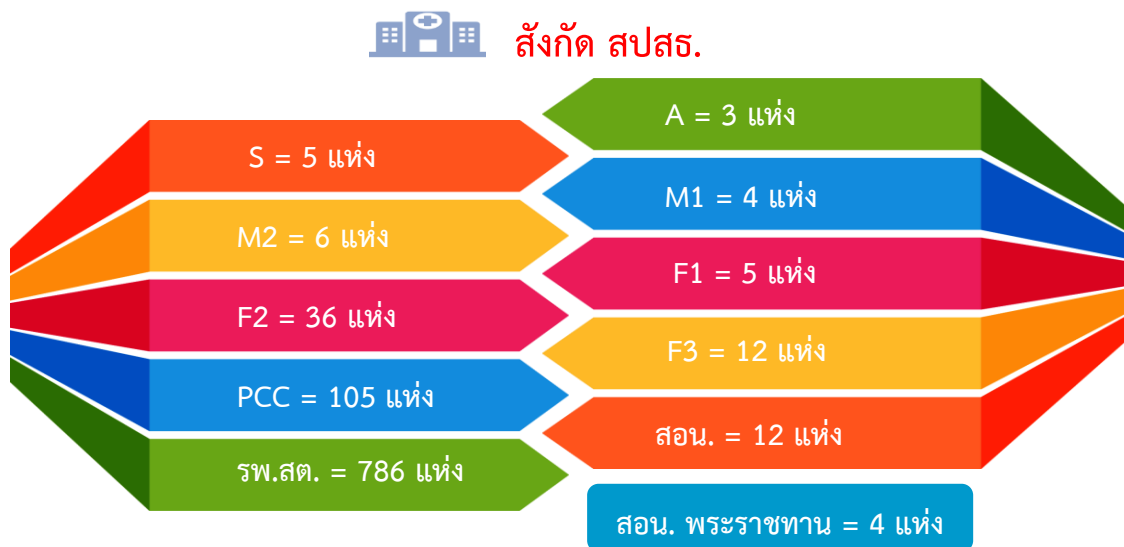 สังกัด สปสธ.
A = 3 แห่ง
S = 5 แห่ง
M1 = 4 แห่ง
M2 = 6 แห่ง
F1 = 5 แห่ง
F2 = 36 แห่ง
F3 = 12 แห่ง
PCC = 105 แห่ง
สอน. = 12 แห่ง
รพ.สต. = 786 แห่ง
สอน. พระราชทาน = 4 แห่ง